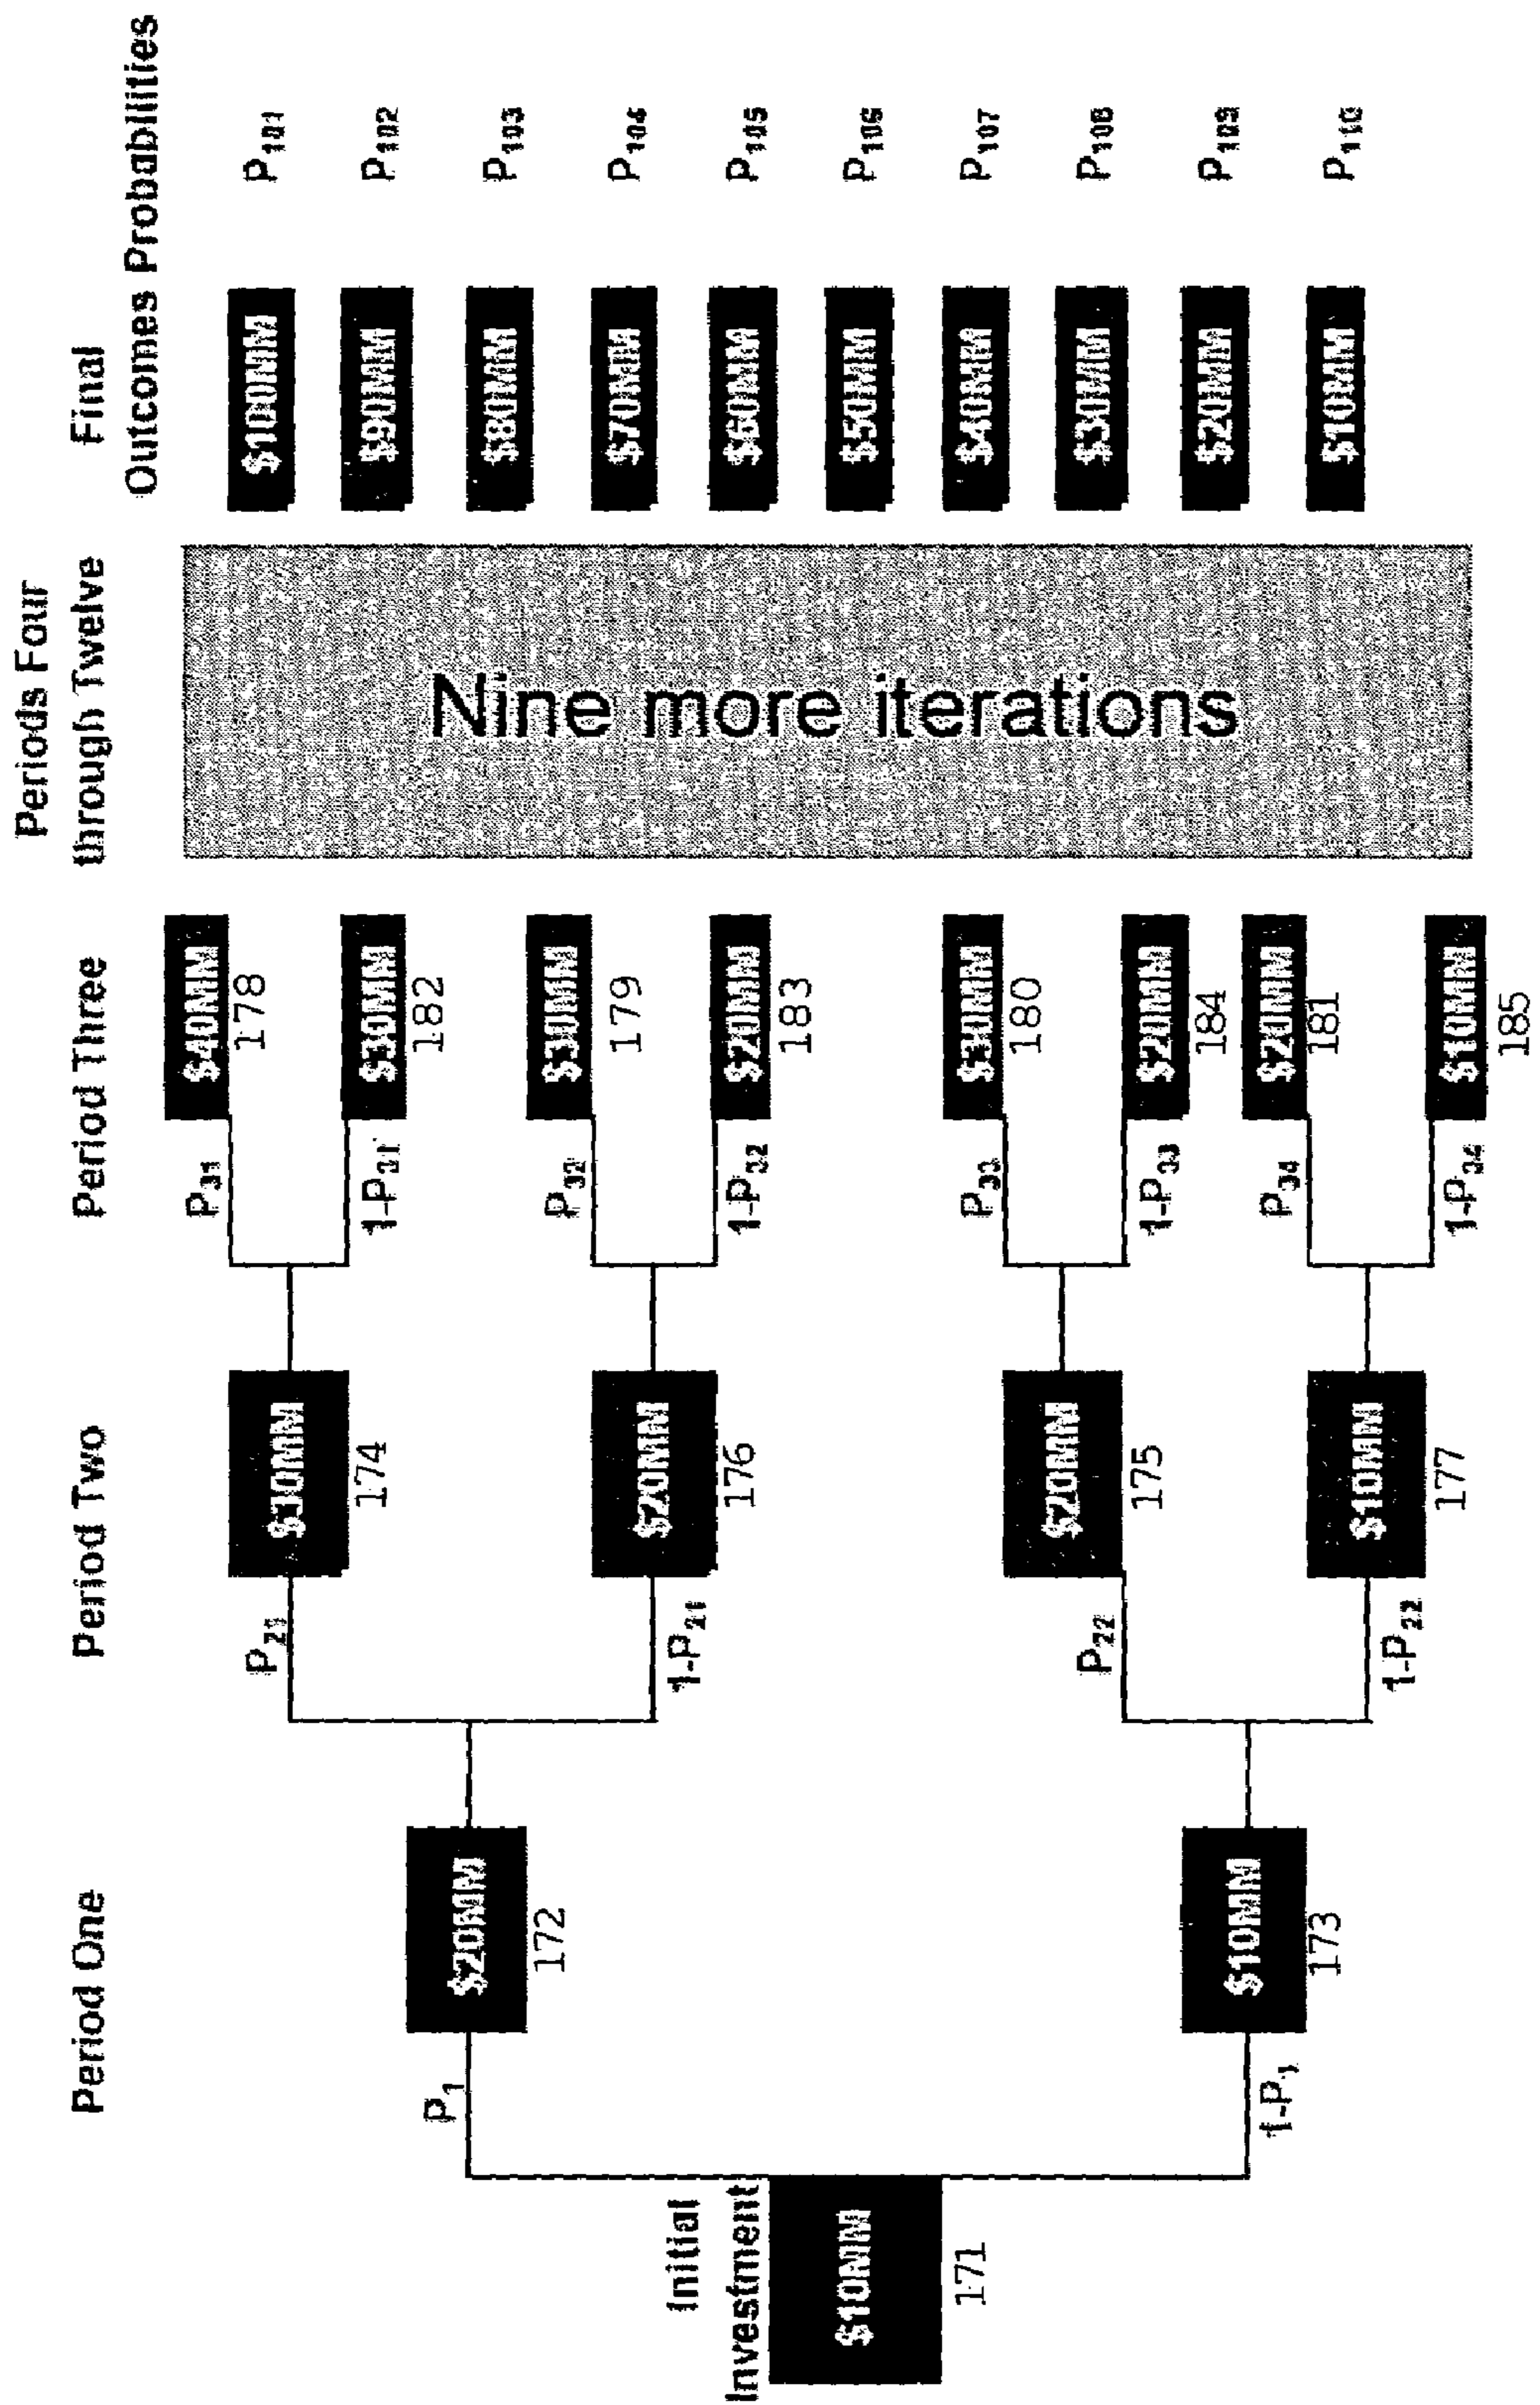 Period One
Period Two
Period Three
Periods Four
through Twelve
Final
Outcomes Probabilities
Initial
Investment
$10MM
171
P1
1-P1
$20MM
172
$10MM
173
P21
1-P21
P22
1-P22
$30MM
174
$20MM
176
$20MM
175
$10MM
177
P31
1-P31
P32
1-P32
P33
1-P33
P34
1-P34
$40MM
178
$30MM
182
$30MM
179
$20MM
183
$30MM
180
$20MM
184
$20MM
181
$10MM
185
Nine more iterations
$100MM P101
$90MM P102
$80MM P103
$70MM P104
$60MM P105
$50MM P106
$40MM P107
$30MM P108
$20MM P109
$10MM P110